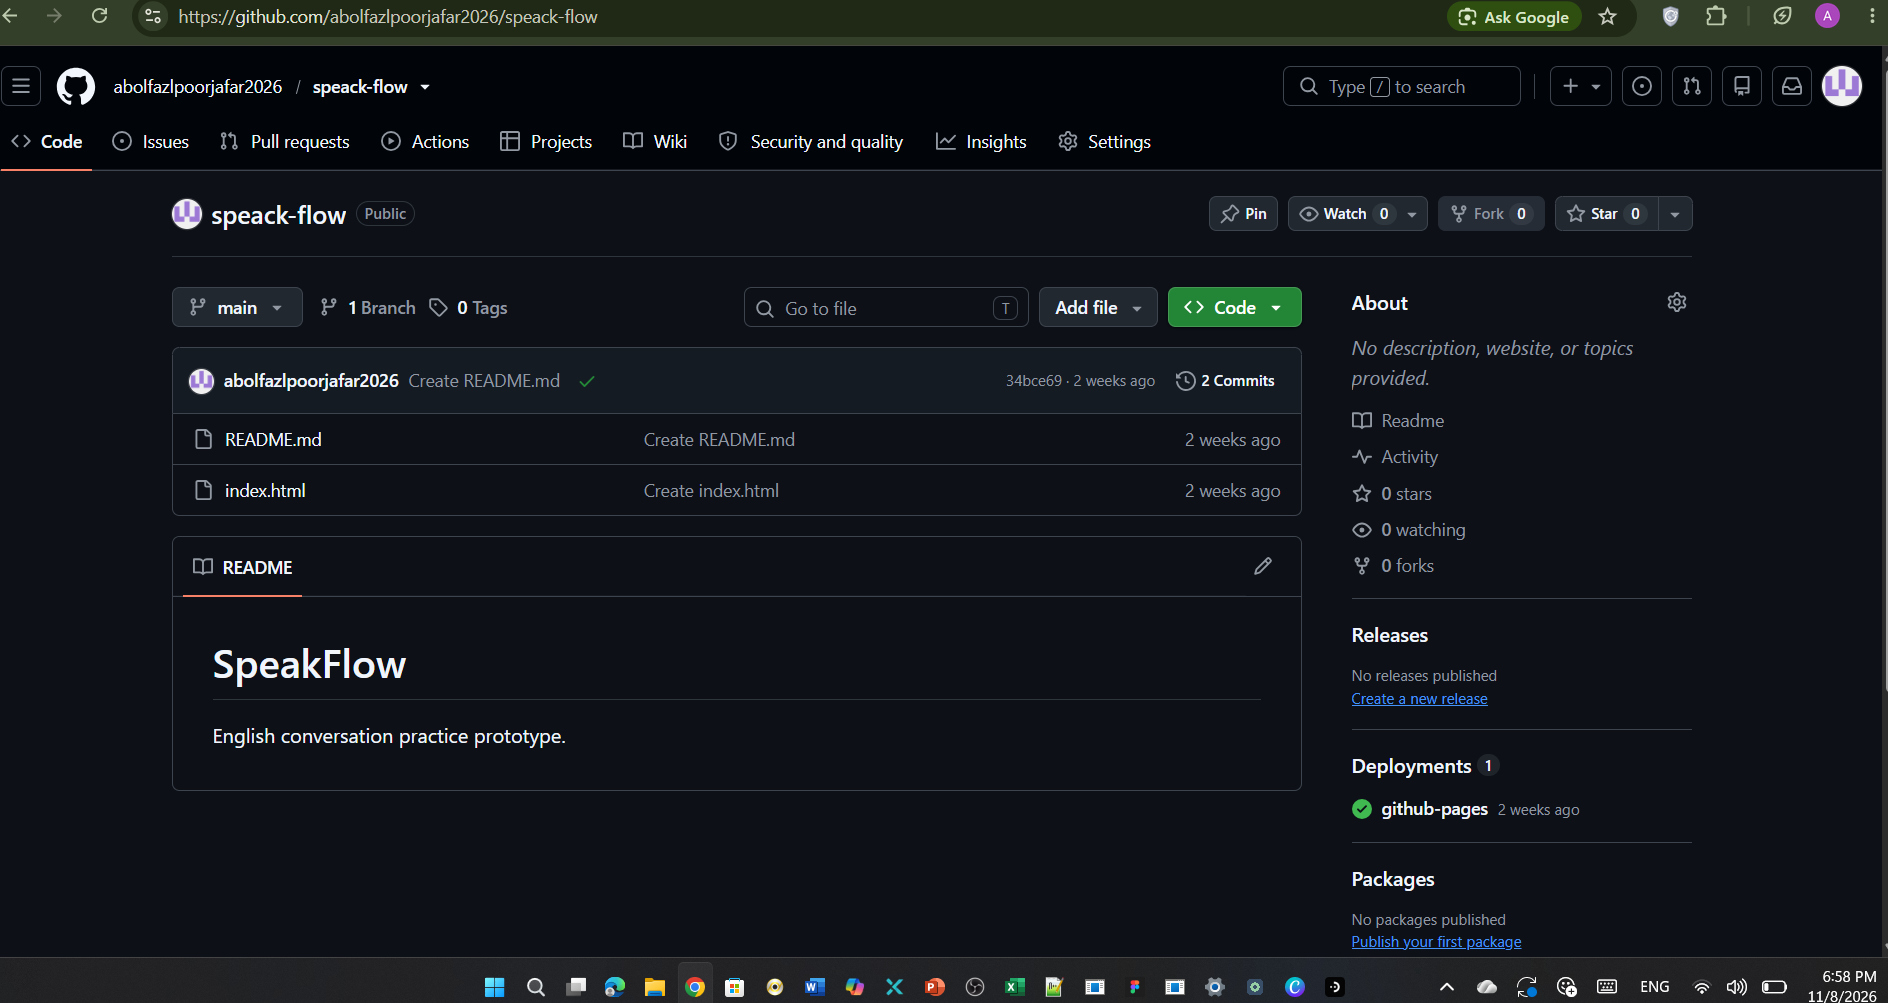 https://github.com/abolfazlpoorjafar2026/speack-flow
Ask Google
A
abolfazlpoorjafar2026 / speack-flow
Type / to search
Code
Issues
Pull requests
Actions
Projects
Wiki
Security and quality
Insights
Settings
speack-flow Public
Pin
Watch 0
Fork 0
Star 0
main
1 Branch
0 Tags
Go to file T
Add file
Code
abolfazlpoorjafar2026 Create README.md
34bce69 · 2 weeks ago
2 Commits
README.md Create README.md 2 weeks ago
index.html Create index.html 2 weeks ago
README
SpeakFlow
English conversation practice prototype.
About
No description, website, or topics
provided.
Readme
Activity
0 stars
0 watching
0 forks
Releases
No releases published
Create a new release
Deployments 1
github-pages 2 weeks ago
Packages
No packages published
Publish your first package
ENG
6:58 PM
11/8/2026